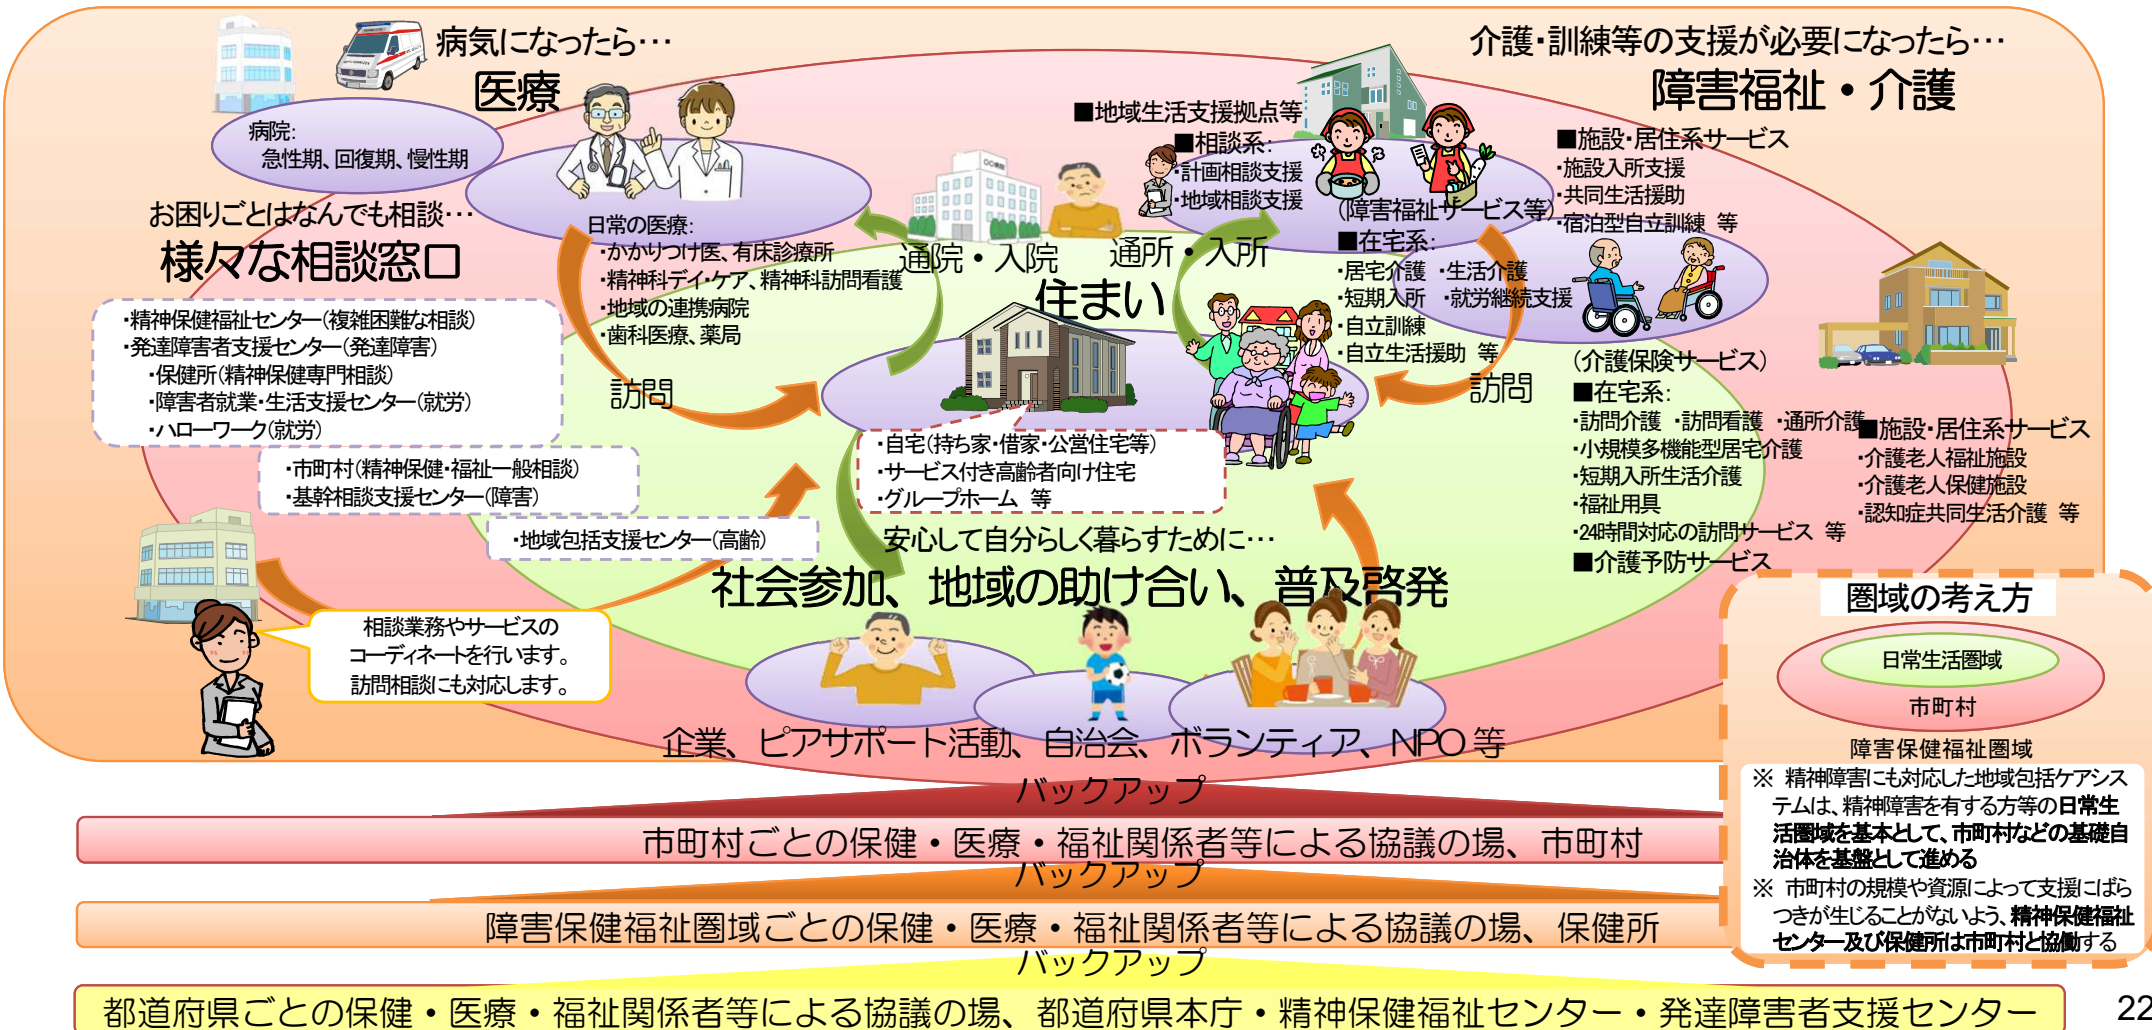 病気になったら…
医療
病院:
急性期、回復期、慢性期
日常の医療:
・かかりつけ医、有床診療所
・精神科デイ・ケア、精神科訪問看護
・地域の連携病院
・歯科医療、薬局
お困りごとはなんでも相談…
様々な相談窓口
・精神保健福祉センター(複雑困難な相談)
・発達障害者支援センター(発達障害)
・保健所(精神保健専門相談)
・障害者就業・生活支援センター(就労)
・ハローワーク(就労)
・市町村(精神保健・福祉一般相談)
・基幹相談支援センター(障害)
・地域包括支援センター(高齢)
相談業務やサービスの
コーディネートを行います。
訪問相談にも対応します。
訪問
通院・入院
通所・入所
住まい
・自宅(持ち家・借家・公営住宅等)
・サービス付き高齢者向け住宅
・グループホーム 等
介護・訓練等の支援が必要になったら…
障害福祉・介護
■地域生活支援拠点等
■相談系:
・計画相談支援
・地域相談支援
(障害福祉サービス等)
■在宅系:
・居宅介護 ・生活介護
・短期入所 ・就労継続支援
・自立訓練
・自立生活援助 等
■施設・居住系サービス
・施設入所支援
・共同生活援助
・宿泊型自立訓練 等
訪問
(介護保険サービス)
■在宅系:
・訪問介護 ・訪問看護 ・通所介護
・小規模多機能型居宅介護
・短期入所生活介護
・福祉用具
・24時間対応の訪問サービス 等
■介護予防サービス
■施設・居住系サービス
・介護老人福祉施設
・介護老人保健施設
・認知症共同生活介護 等
安心して自分らしく暮らすために…
社会参加、地域の助け合い、普及啓発
企業、ピアサポート活動、自治会、ボランティア、NPO 等
バックアップ
市町村ごとの保健・医療・福祉関係者等による協議の場、市町村
バックアップ
障害保健福祉圏域ごとの保健・医療・福祉関係者等による協議の場、保健所
バックアップ
都道府県ごとの保健・医療・福祉関係者等による協議の場、都道府県本庁・精神保健福祉センター・発達障害者支援センター
圏域の考え方
日常生活圏域
市町村
障害保健福祉圏域
※ 精神障害にも対応した地域包括ケアシス
テムは、精神障害を有する方等の日常生
活圏域を基本として、市町村などの基礎自
治体を基盤として進める
※ 市町村の規模や資源によって支援にばら
つきが生じることがないよう、精神保健福祉
センター及び保健所は市町村と協働する
22